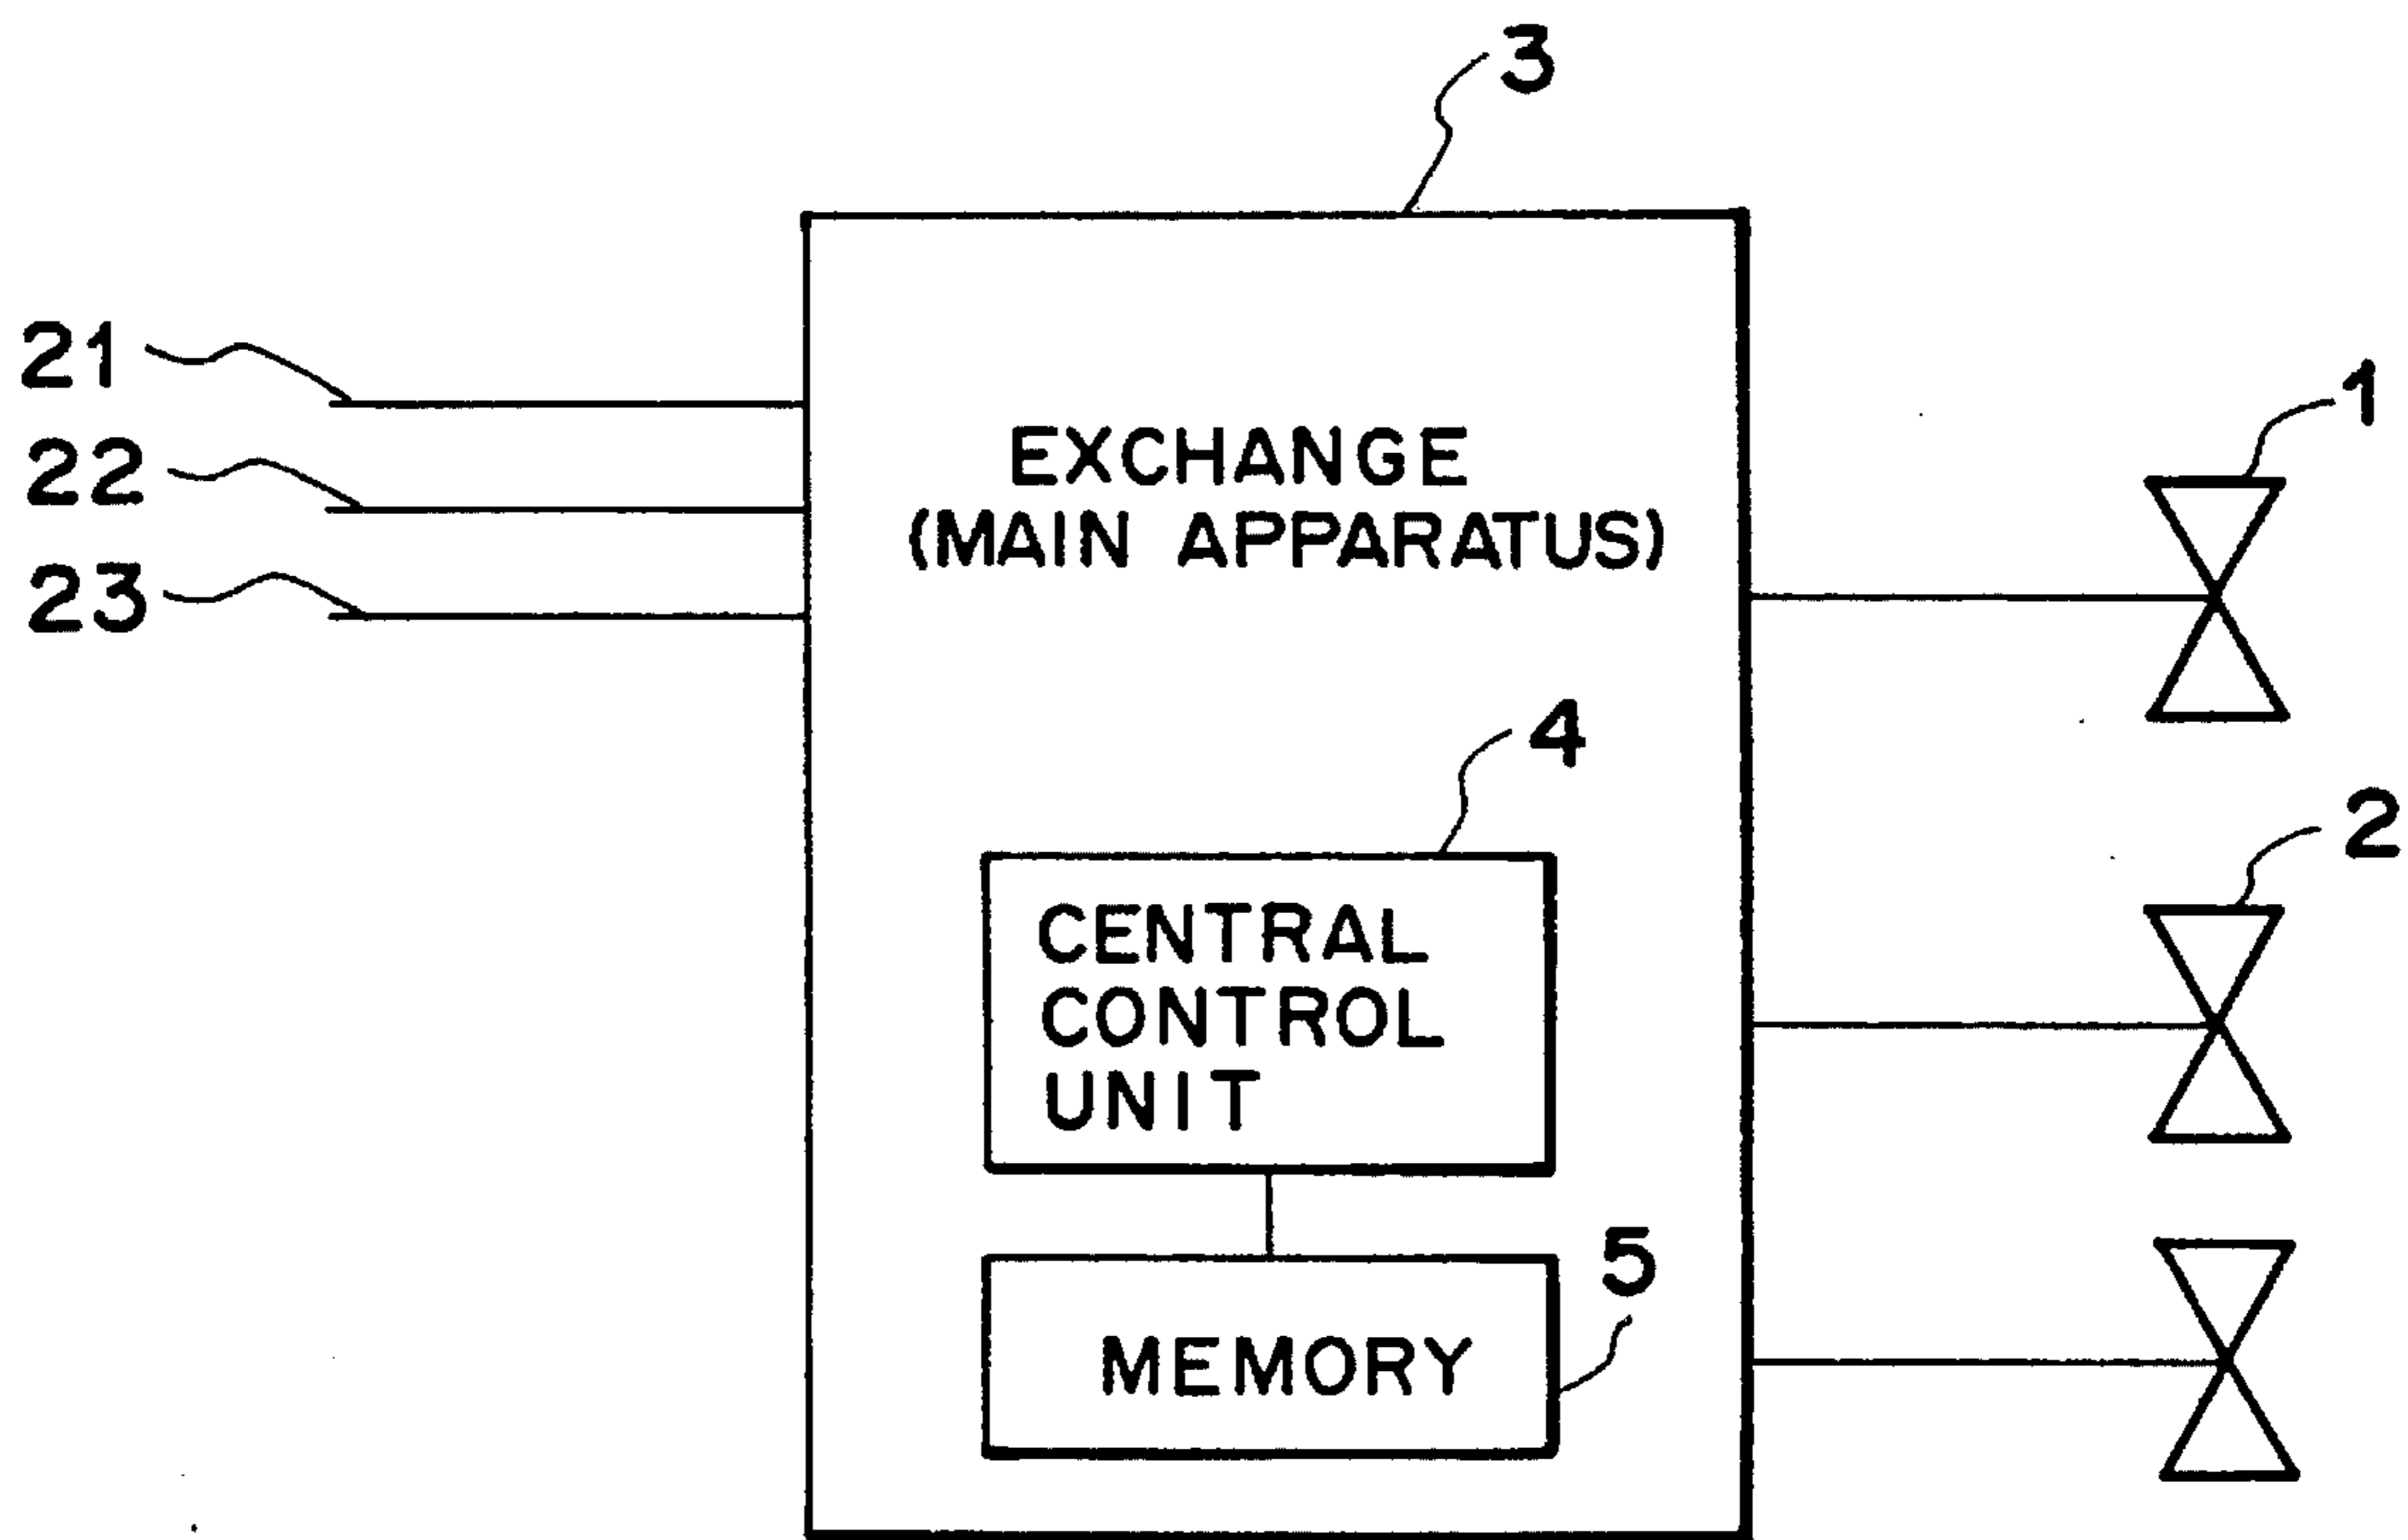 3
21
22
23
EXCHANGE
(MAIN APPARATUS)
1
4
2
CENTRAL
CONTROL
UNIT
5
MEMORY